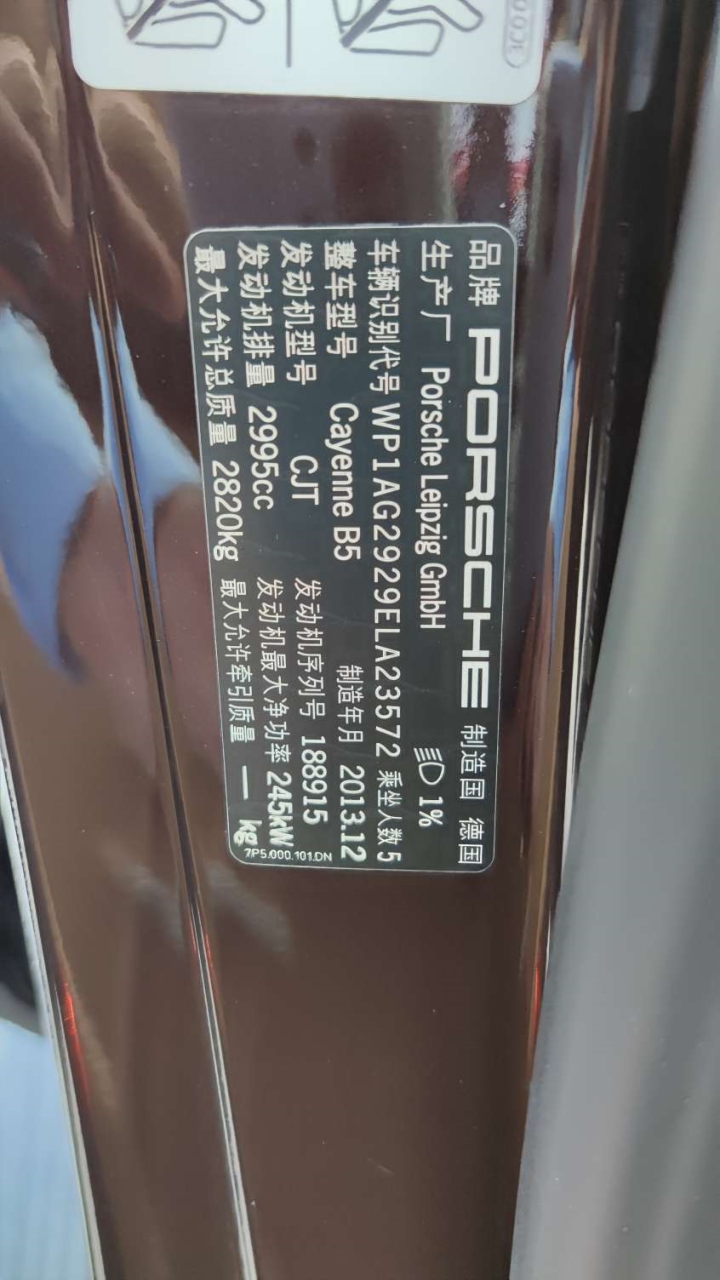 品牌 PORSCHE 制造国 德国
生产厂 Porsche Leipzig GmbH 1%
车辆识别代号 WP1AG2929ELA23572 乘坐人数 5
整车型号 Cayenne B5 制造年月 2013.12
发动机型号 CJT 发动机序列号 188915
发动机排量 2995cc 发动机最大净功率 245kW
最大允许总质量 2820kg 最大允许牵引质量 — kg
7P5.000.101.DN